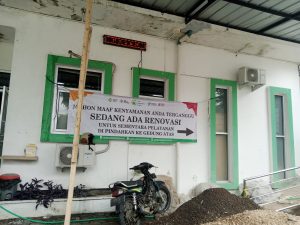 MOHON MAAF KENYAMANAN ANDA TERGANGGU
SEDANG ADA RENOVASI
UNTUK SEMENTARA PELAYANAN
DI PINDAHKAN KE GEDUNG ATAS